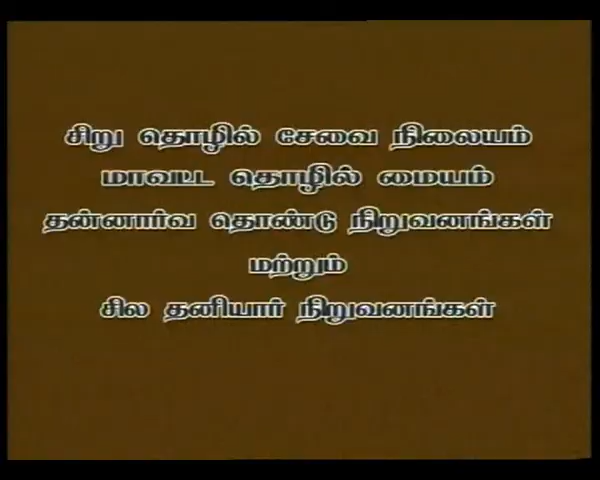 சிறு தொழில் சேவை நிலையம்
மாவட்ட தொழில் மையம்
தன்னார்வ தொண்டு நிறுவனங்கள்
மற்றும்
சில தனியார் நிறுவனங்கள்